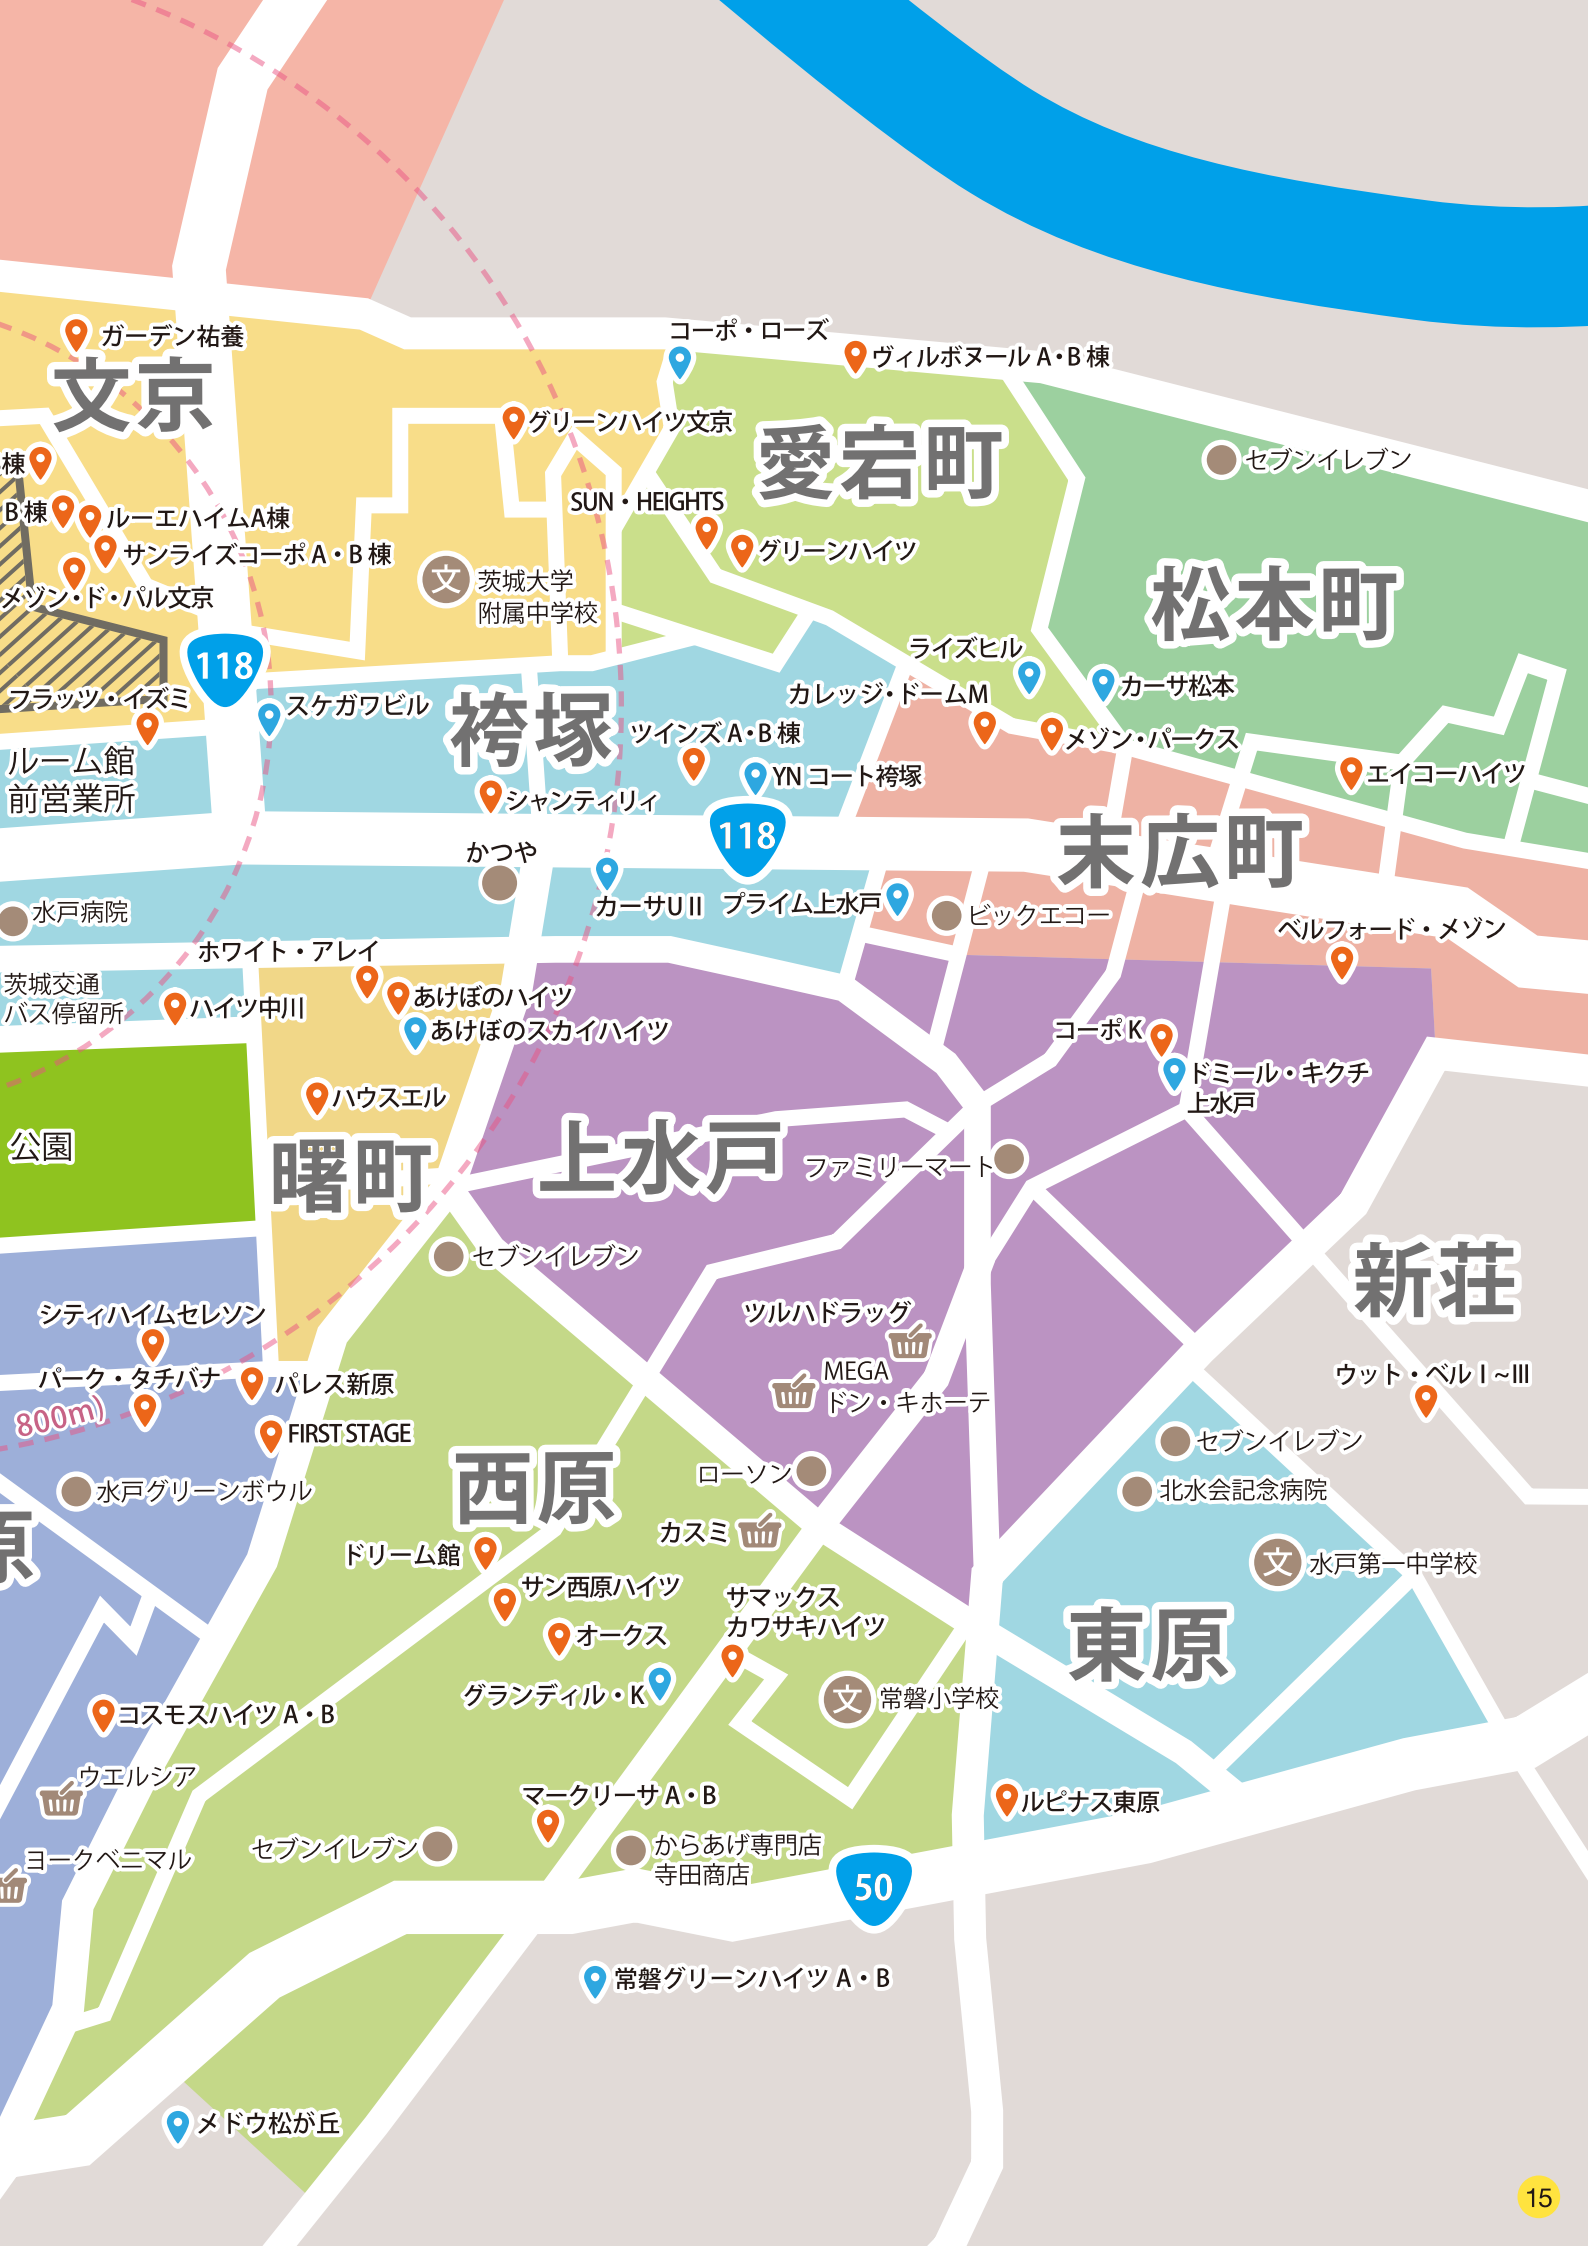 コーポ・ローズ
ガーデン祐養
ヴィルボヌール A・B 棟
文京
グリーンハイツ文京
愛宕町
セブンイレブン
棟
SUN・HEIGHTS
B 棟
ルーエハイムA棟
サンライズコーポ A・B 棟
グリーンハイツ
文
茨城大学
附属中学校
メゾン・ド・パル文京
松本町
118
ライズヒル
フラッツ・イズミ
スケガワビル
袴塚
カレッジ・ドームM
カーサ松本
ツインズ A・B 棟
メゾン・パークス
ルーム館
前営業所
YN コート袴塚
エイコーハイツ
シャンティリィ
118
末広町
かつや
水戸病院
カーサU II
プライム上水戸
ビックエコー
ベルフォード・メゾン
ホワイト・アレイ
茨城交通
バス停留所
ハイツ中川
あけぼのハイツ
あけぼのスカイハイツ
コーポ K
ドミール・キクチ
上水戸
ハウスエル
公園
曙町
上水戸
ファミリーマート
セブンイレブン
新荘
シティハイムセレソン
ツルハドラッグ
パーク・タチバナ
パレス新原
MEGA
ドン・キホーテ
ウット・ベル I ~III
800m)
FIRST STAGE
セブンイレブン
水戸グリーンボウル
西原
ローソン
北水会記念病院
原
カスミ
ドリーム館
文
水戸第一中学校
サン西原ハイツ
サマックス
カワサキハイツ
オークス
東原
グランディル・K
文
常磐小学校
コスモスハイツ A・B
ウエルシア
マークリーサ A・B
ルピナス東原
セブンイレブン
からあげ専門店
寺田商店
ヨークベニマル
50
常磐グリーンハイツ A・B
メドウ松が丘
15